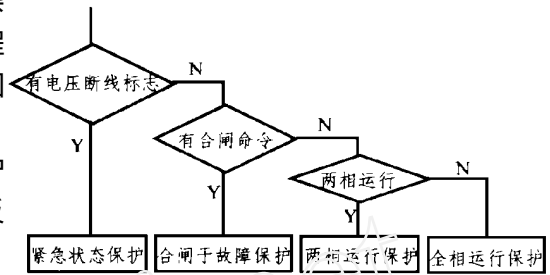 有电压断线标志
N
Y
有合闸命令
N
Y
两相运行
N
Y
紧急状态保护
合闸于故障保护
两相运行保护
全相运行保护